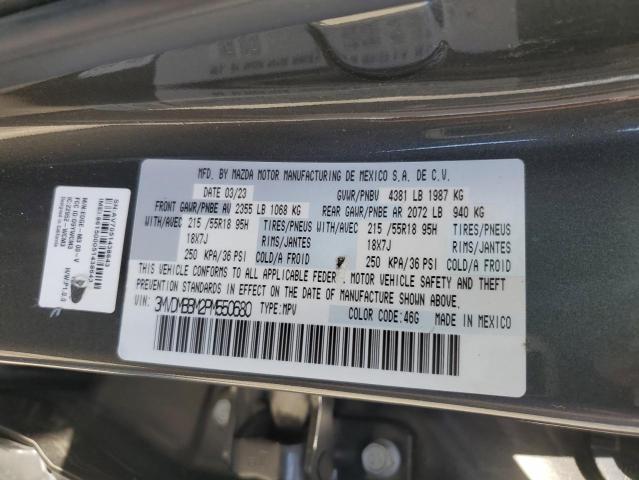 MFD. BY MAZDA MOTOR MANUFACTURING DE MEXICO S.A. DE C.V.
DATE 03/23 GVWR/PNBV 4381 LB 1987 KG
FRONT GAWR/PNBE AV 2355 LB 1068 KG REAR GAWR/PNBE AR 2072 LB 940 KG
WITH/AVEC 215 /55R18 95H TIRES/PNEUS WITH/AVEC 215 /55R18 95H TIRES/PNEUS
18X7J RIMS/JANTES 18X7J RIMS/JANTES
250 KPA/36 PSI COLD/A FROID 250 KPA/36 PSI COLD/A FROID
THIS VEHICLE CONFORMS TO ALL APPLICABLE FEDER MOTOR VEHICLE SAFETY AND THEFT
PREVENTION STANDARDS IN EFFECT ON THE DATE OF MANUFACTURE SHOWN ABOVE.
VIN: 3MVDMBBM2PM550680 TYPE:MPV
COLOR CODE:46G MADE IN MEXICO